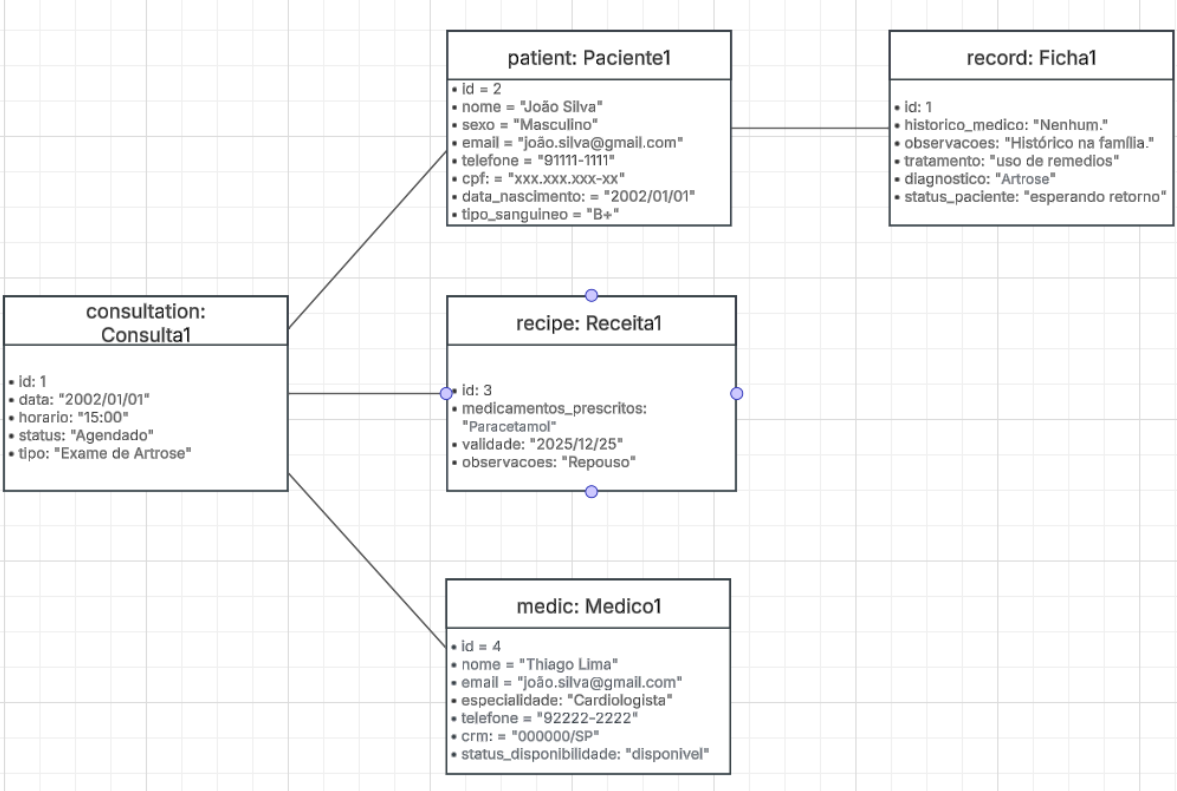 patient: Paciente1
• id = 2
• nome = "João Silva"
• sexo = "Masculino"
• email = "joão.silva@gmail.com"
• telefone = "91111-1111"
• cpf: = "xxx.xxx.xxx-xx"
• data_nascimento: = "2002/01/01"
• tipo_sanguineo = "B+"
record: Ficha1
• id: 1
• historico_medico: "Nenhum."
• observacoes: "Histórico na família."
• tratamento: "uso de remedios"
• diagnostico: "Artrose"
• status_paciente: "esperando retorno"
consultation:
Consulta1
• id: 1
• data: "2002/01/01"
• horario: "15:00"
• status: "Agendado"
• tipo: "Exame de Artrose"
recipe: Receita1
• id: 3
• medicamentos_prescritos:
"Paracetamol"
• validade: "2025/12/25"
• observacoes: "Repouso"
medic: Medico1
• id = 4
• nome = "Thiago Lima"
• email = "joão.silva@gmail.com"
• especialidade: "Cardiologista"
• telefone = "92222-2222"
• crm: = "000000/SP"
• status_disponibilidade: "disponivel"